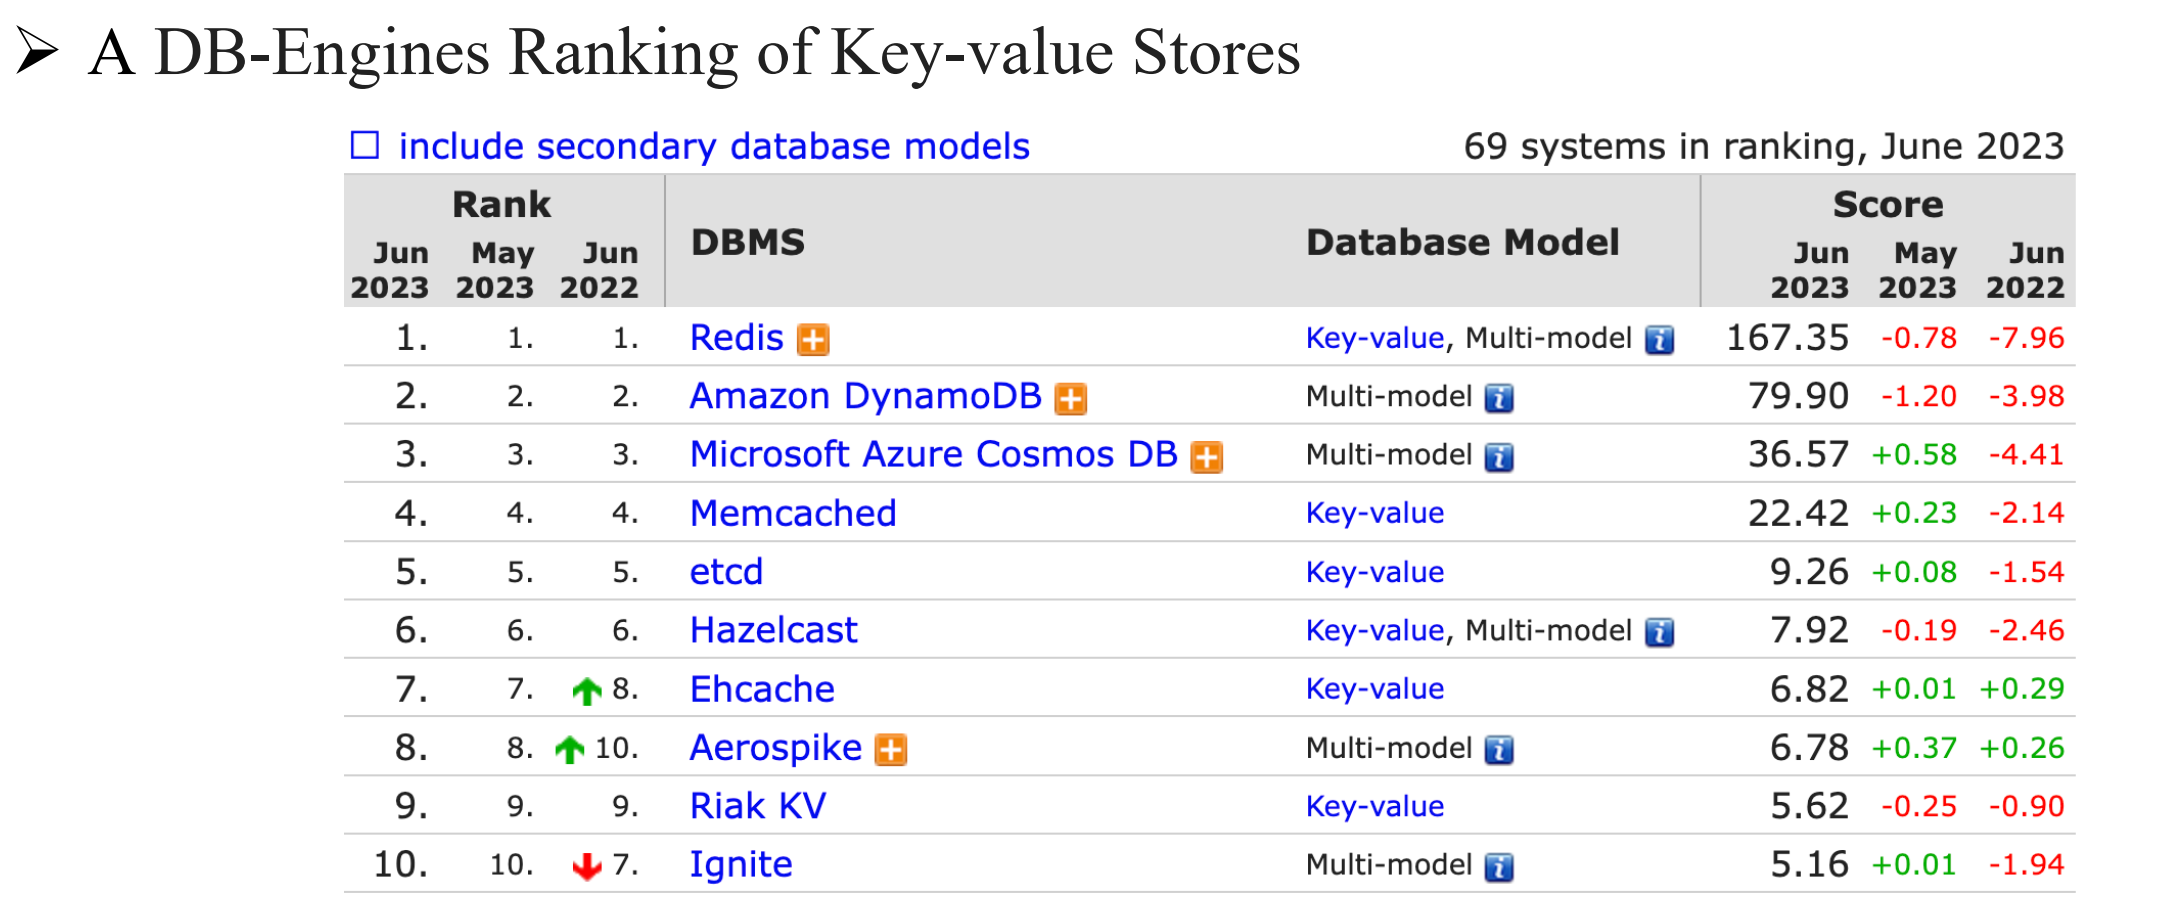 ➢ A DB-Engines Ranking of Key-value Stores
☐ include secondary database models 69 systems in ranking, June 2023
Rank DBMS Database Model Score
Jun 2023 May 2023 Jun 2022 Jun 2023 May 2023 Jun 2022
1. 1. 1. Redis Key-value, Multi-model 167.35 -0.78 -7.96
2. 2. 2. Amazon DynamoDB Multi-model 79.90 -1.20 -3.98
3. 3. 3. Microsoft Azure Cosmos DB Multi-model 36.57 +0.58 -4.41
4. 4. 4. Memcached Key-value 22.42 +0.23 -2.14
5. 5. 5. etcd Key-value 9.26 +0.08 -1.54
6. 6. 6. Hazelcast Key-value, Multi-model 7.92 -0.19 -2.46
7. 7. 8. Ehcache Key-value 6.82 +0.01 +0.29
8. 8. 10. Aerospike Multi-model 6.78 +0.37 +0.26
9. 9. 9. Riak KV Key-value 5.62 -0.25 -0.90
10. 10. 7. Ignite Multi-model 5.16 +0.01 -1.94